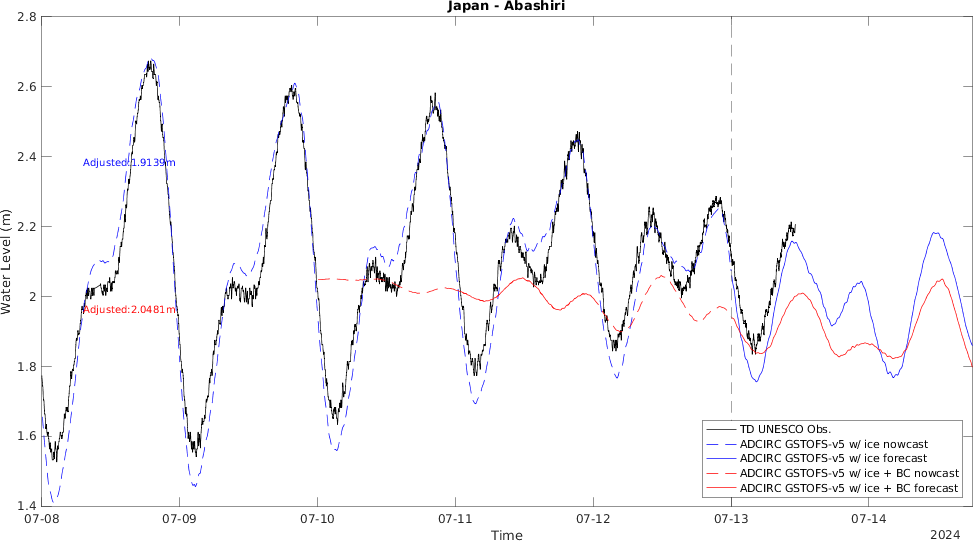 Japan - Abashiri
Water Level (m)
2.8
2.6
2.4
2.2
2
1.8
1.6
1.4
Adjusted:1.9139m
Adjusted:2.0481m
TD UNESCO Obs.
ADCIRC GSTOFS-v5 w/ ice nowcast
ADCIRC GSTOFS-v5 w/ ice forecast
ADCIRC GSTOFS-v5 w/ ice + BC nowcast
ADCIRC GSTOFS-v5 w/ ice + BC forecast
07-08 07-09 07-10 07-11 07-12 07-13 07-14
Time
2024